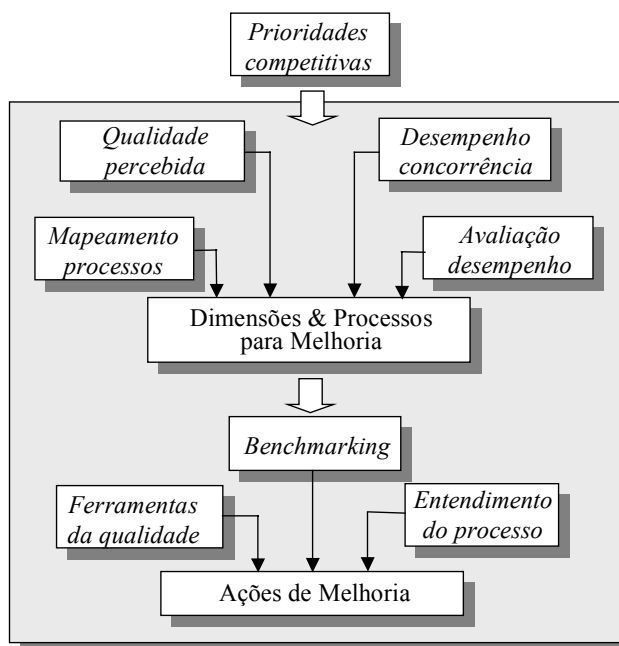 Prioridades
competitivas
Qualidade
percebida
Desempenho
concorrência
Mapeamento
processos
Avaliação
desempenho
Dimensões & Processos
para Melhoria
Benchmarking
Ferramentas
da qualidade
Entendimento
do processo
Ações de Melhoria